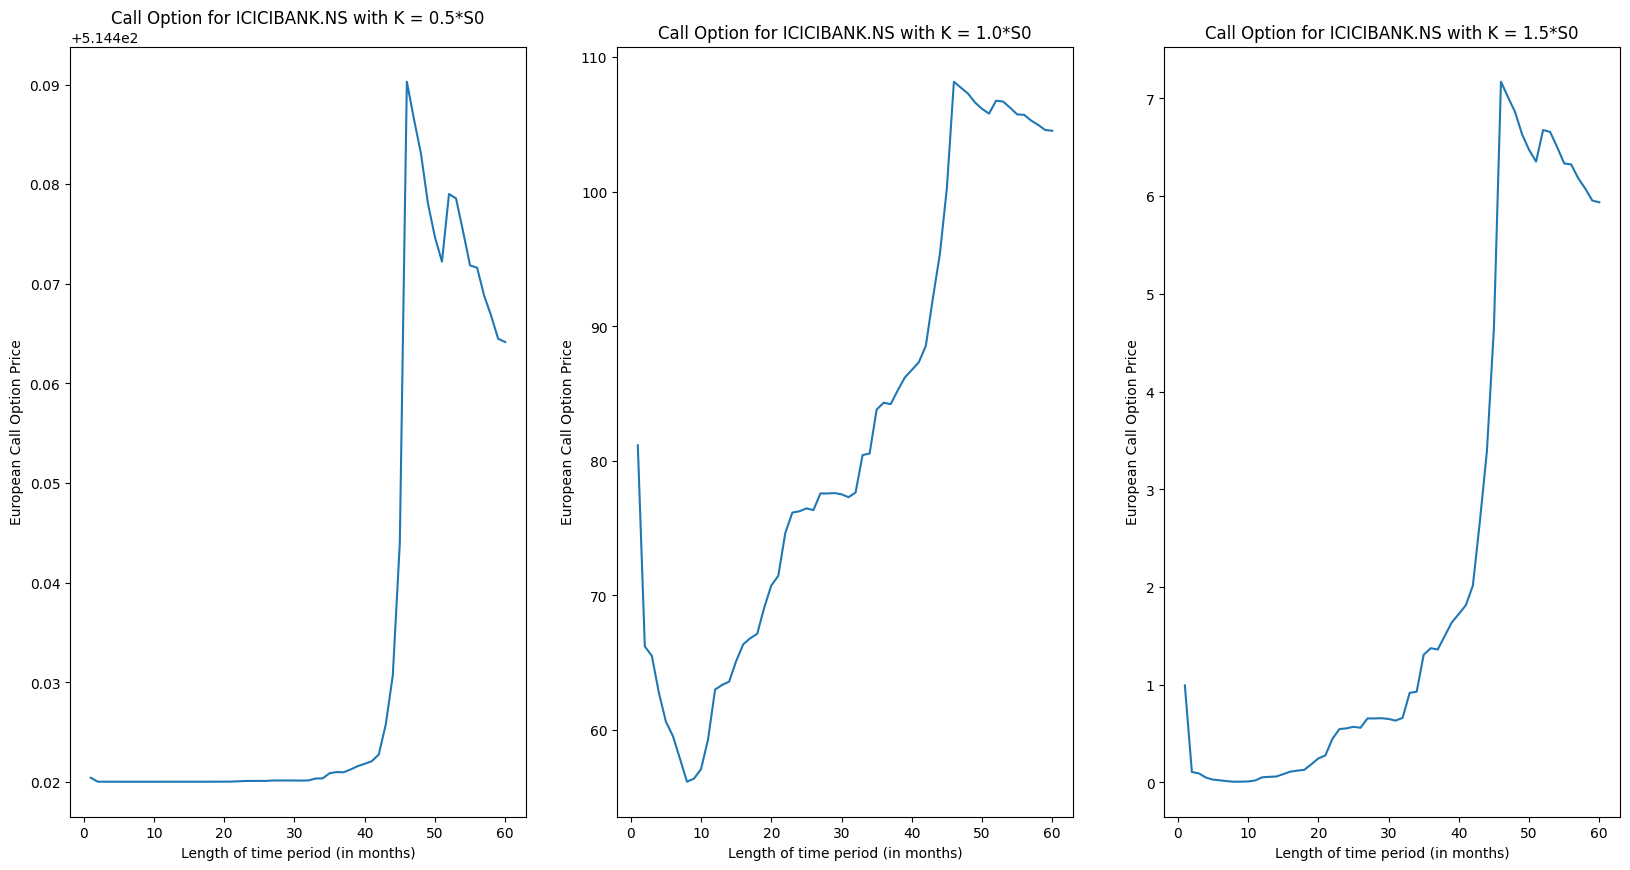 Call Option for ICICIBANK.NS with K = 0.5*S0
+5.144e2
0.09
0.08
0.07
0.06
0.05
0.04
0.03
0.02
European Call Option Price
0 10 20 30 40 50 60
Length of time period (in months)
Call Option for ICICIBANK.NS with K = 1.0*S0
110
100
90
80
70
60
European Call Option Price
0 10 20 30 40 50 60
Length of time period (in months)
Call Option for ICICIBANK.NS with K = 1.5*S0
7
6
5
4
3
2
1
0
European Call Option Price
0 10 20 30 40 50 60
Length of time period (in months)